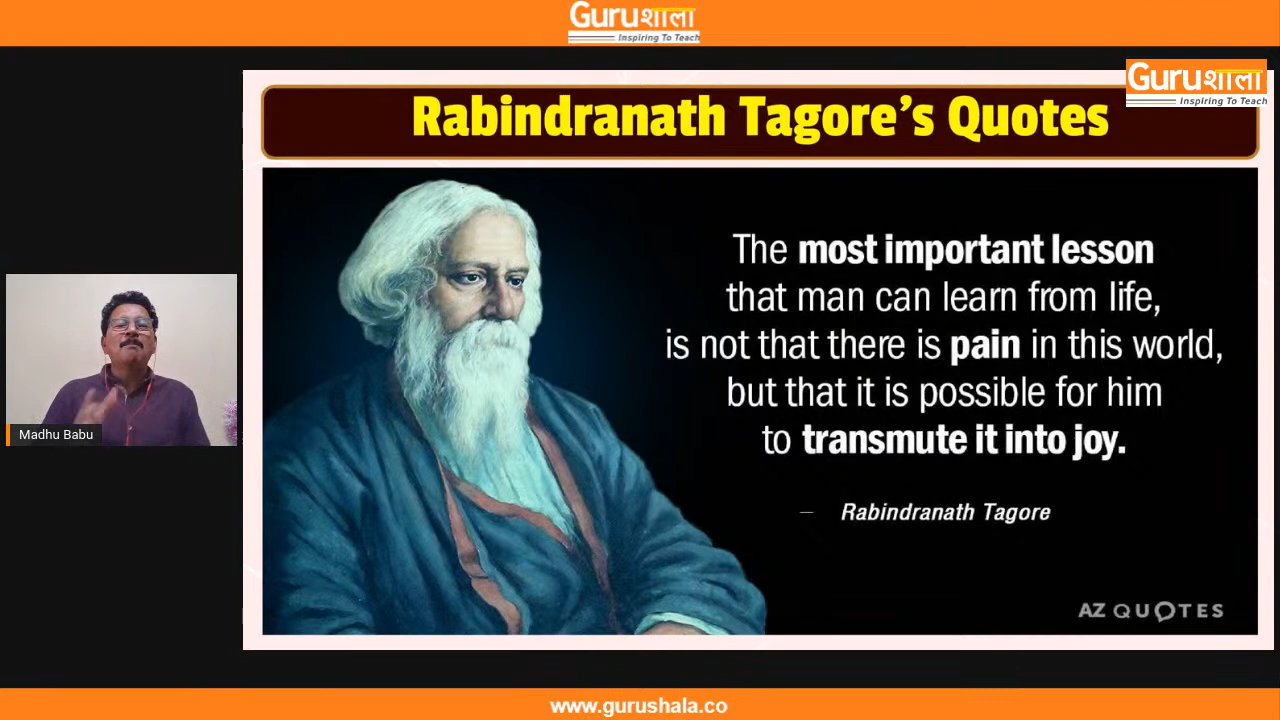 Guruशाला
Inspiring To Teach
Guruशाला
Inspiring To Teach
Rabindranath Tagore’s Quotes
The most important lesson
that man can learn from life,
is not that there is pain in this world,
but that it is possible for him
to transmute it into joy.
— Rabindranath Tagore
AZ QUOTES
Madhu Babu
www.gurushala.co